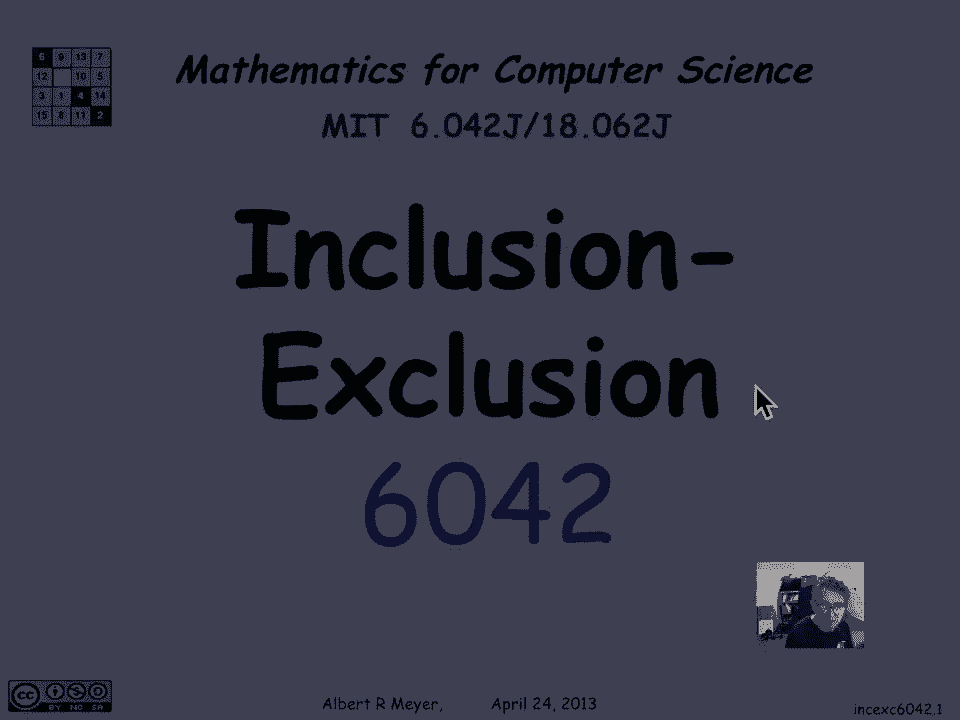 Mathematics for Computer Science
MIT 6.042J/18.062J
Inclusion-
Exclusion
6042
6 9 13 7
12 10 5
3 1 4 14
15 8 11 2
CC BY NC SA
Albert R Meyer, April 24, 2013
incexc6042.1